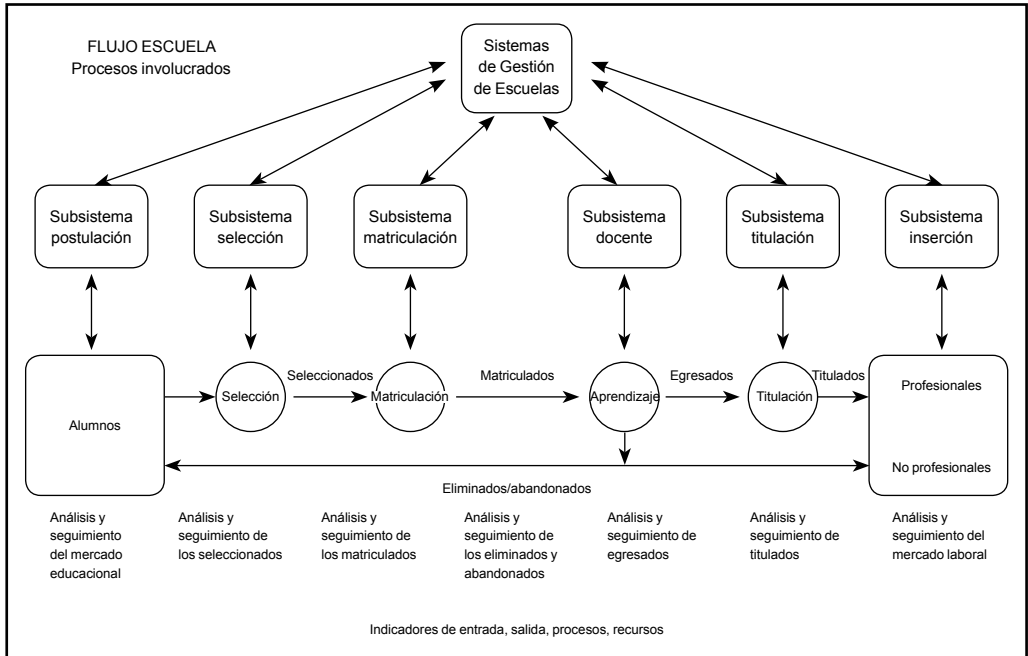 FLUJO ESCUELA
Procesos involucrados
Sistemas
de Gestión
de Escuelas
Subsistema
postulación
Subsistema
selección
Subsistema
matriculación
Subsistema
docente
Subsistema
titulación
Subsistema
inserción
Alumnos
Selección
Seleccionados
Matriculación
Matriculados
Aprendizaje
Egresados
Titulación
Titulados
Profesionales
No profesionales
Eliminados/abandonados
Análisis y
seguimiento
del mercado
educacional
Análisis y
seguimiento de
los seleccionados
Análisis y
seguimiento de
los matriculados
Análisis y
seguimiento de
los eliminados y
abandonados
Análisis y
seguimiento de
egresados
Análisis y
seguimiento de
titulados
Análisis y
seguimiento del
mercado laboral
Indicadores de entrada, salida, procesos, recursos